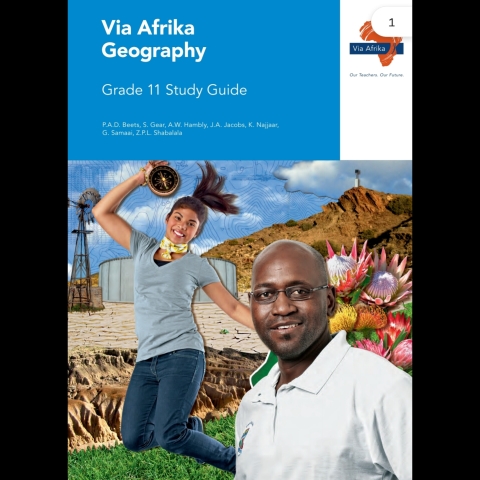 Via Afrika
Geography
Grade 11 Study Guide
P.A.D. Beets, S. Gear, A.W. Hambly, J.A. Jacobs, K. Najjaar,
G. Samaai, Z.P.L. Shabalala
1
Via Afrika
Our Teachers. Our Future.